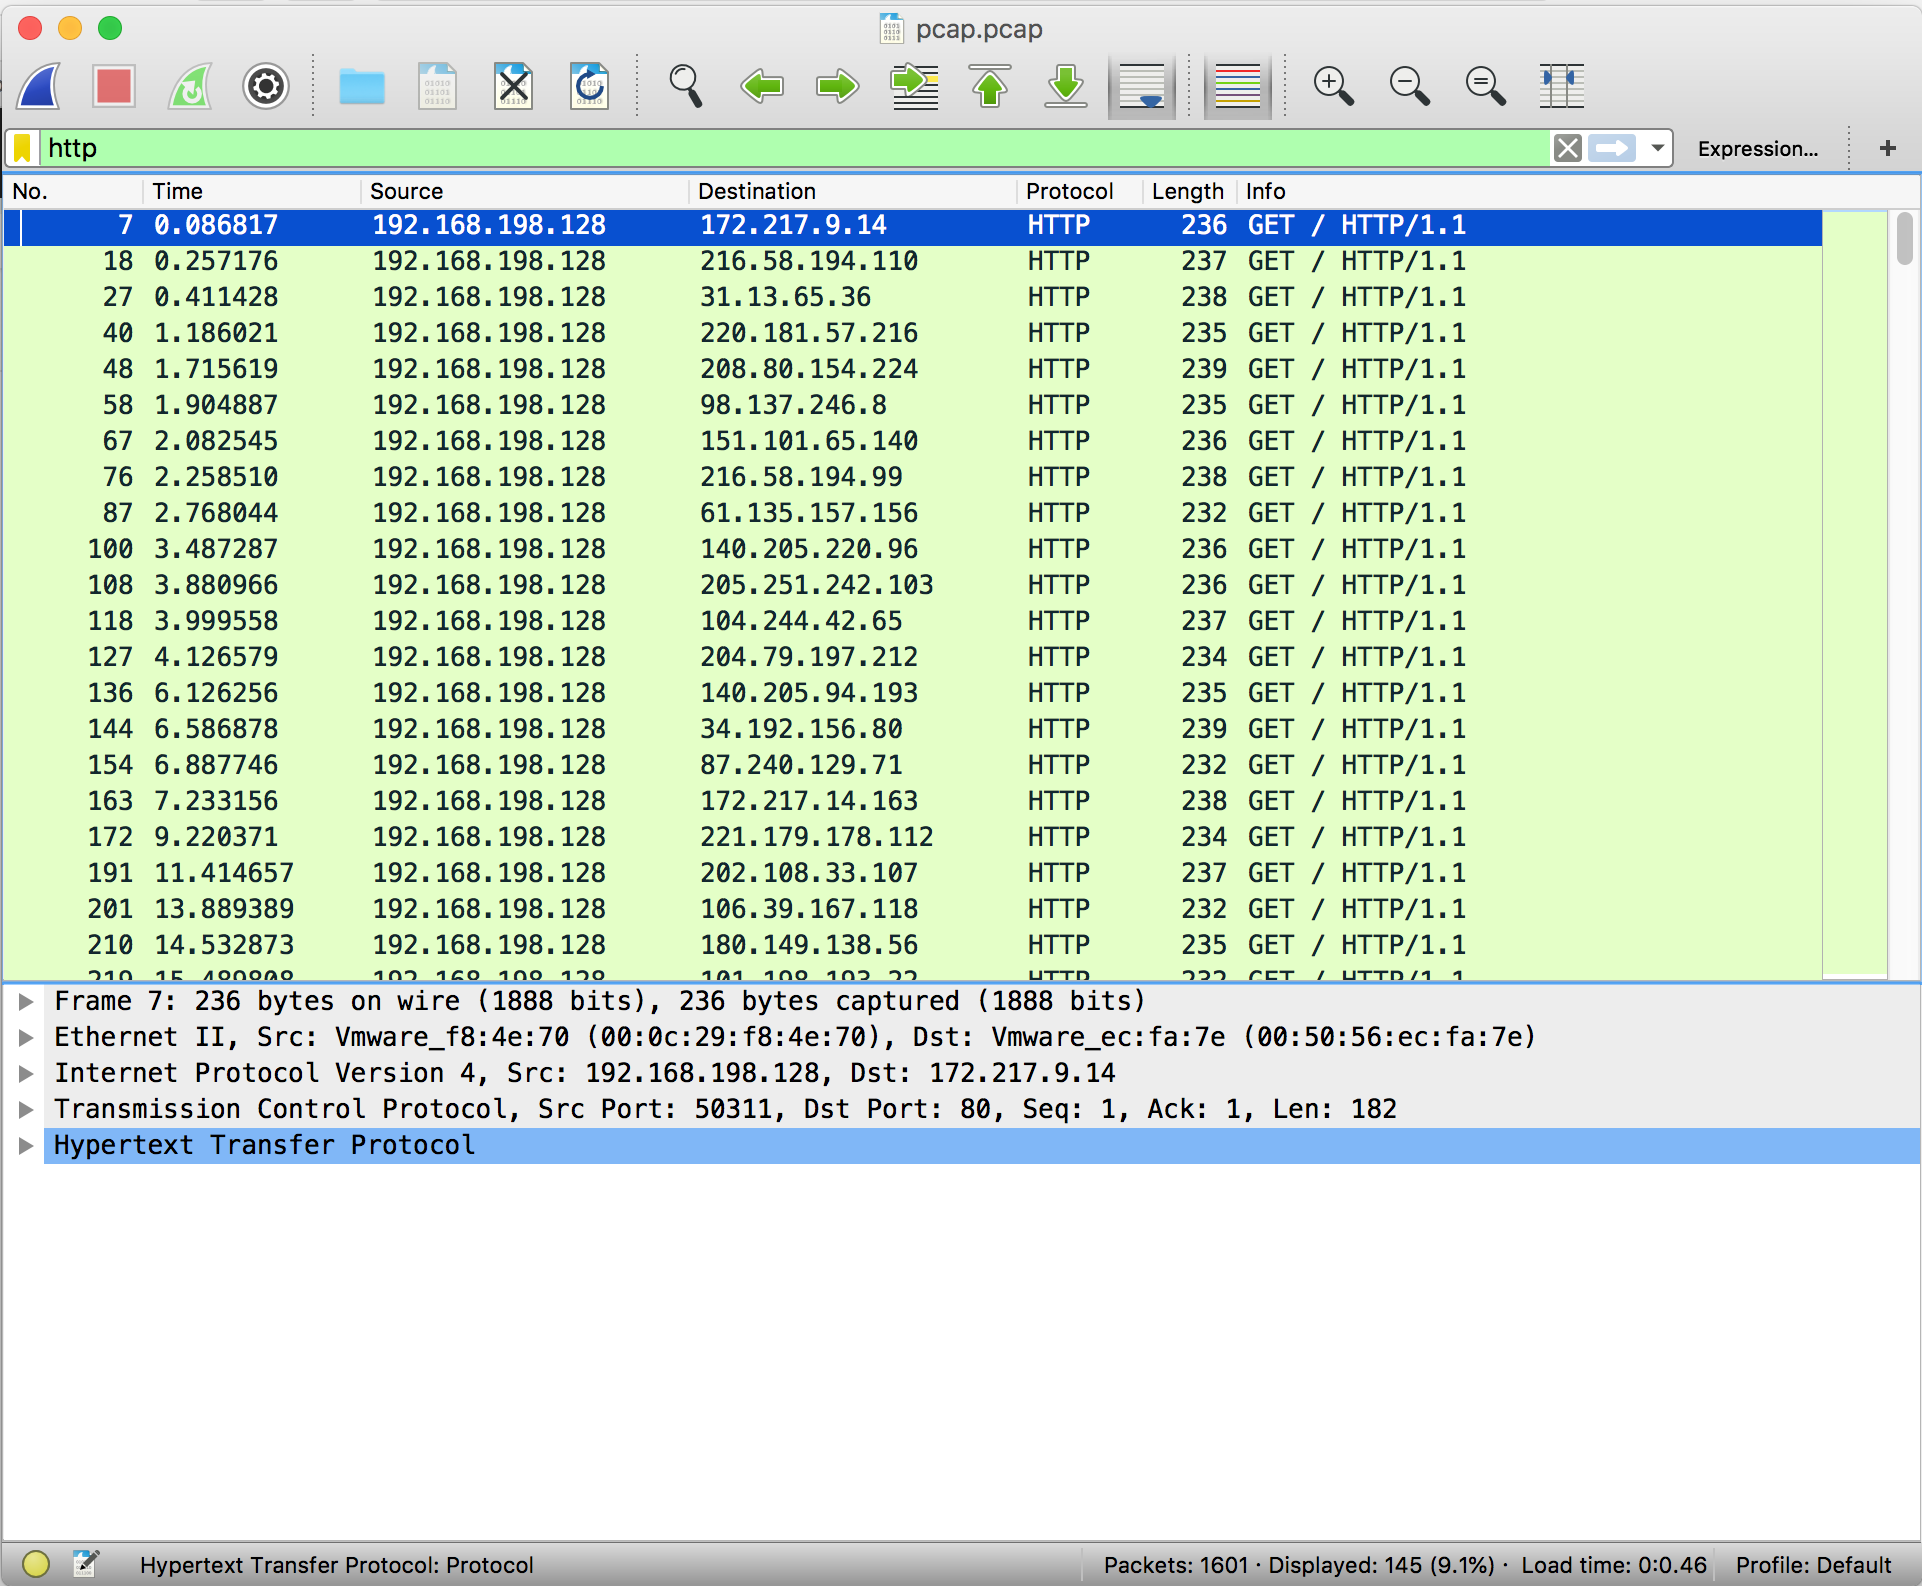 pcap.pcap
http
Expression...
+
No. Time Source Destination Protocol Length Info
7 0.086817 192.168.198.128 172.217.9.14 HTTP 236 GET / HTTP/1.1
18 0.257176 192.168.198.128 216.58.194.110 HTTP 237 GET / HTTP/1.1
27 0.411428 192.168.198.128 31.13.65.36 HTTP 238 GET / HTTP/1.1
40 1.186021 192.168.198.128 220.181.57.216 HTTP 235 GET / HTTP/1.1
48 1.715619 192.168.198.128 208.80.154.224 HTTP 239 GET / HTTP/1.1
58 1.904887 192.168.198.128 98.137.246.8 HTTP 235 GET / HTTP/1.1
67 2.082545 192.168.198.128 151.101.65.140 HTTP 236 GET / HTTP/1.1
76 2.258510 192.168.198.128 216.58.194.99 HTTP 238 GET / HTTP/1.1
87 2.768044 192.168.198.128 61.135.157.156 HTTP 232 GET / HTTP/1.1
100 3.487287 192.168.198.128 140.205.220.96 HTTP 236 GET / HTTP/1.1
108 3.880966 192.168.198.128 205.251.242.103 HTTP 236 GET / HTTP/1.1
118 3.999558 192.168.198.128 104.244.42.65 HTTP 237 GET / HTTP/1.1
127 4.126579 192.168.198.128 204.79.197.212 HTTP 234 GET / HTTP/1.1
136 6.126256 192.168.198.128 140.205.94.193 HTTP 235 GET / HTTP/1.1
144 6.586878 192.168.198.128 34.192.156.80 HTTP 239 GET / HTTP/1.1
154 6.887746 192.168.198.128 87.240.129.71 HTTP 232 GET / HTTP/1.1
163 7.233156 192.168.198.128 172.217.14.163 HTTP 238 GET / HTTP/1.1
172 9.220371 192.168.198.128 221.179.178.112 HTTP 234 GET / HTTP/1.1
191 11.414657 192.168.198.128 202.108.33.107 HTTP 237 GET / HTTP/1.1
201 13.889389 192.168.198.128 106.39.167.118 HTTP 232 GET / HTTP/1.1
210 14.532873 192.168.198.128 180.149.138.56 HTTP 235 GET / HTTP/1.1
192.168.198.128 HTTP GET / HTTP/1.1
Frame 7: 236 bytes on wire (1888 bits), 236 bytes captured (1888 bits)
Ethernet II, Src: Vmware_f8:4e:70 (00:0c:29:f8:4e:70), Dst: Vmware_ec:fa:7e (00:50:56:ec:fa:7e)
Internet Protocol Version 4, Src: 192.168.198.128, Dst: 172.217.9.14
Transmission Control Protocol, Src Port: 50311, Dst Port: 80, Seq: 1, Ack: 1, Len: 182
Hypertext Transfer Protocol
Hypertext Transfer Protocol: Protocol Packets: 1601 · Displayed: 145 (9.1%) · Load time: 0:0.46 Profile: Default